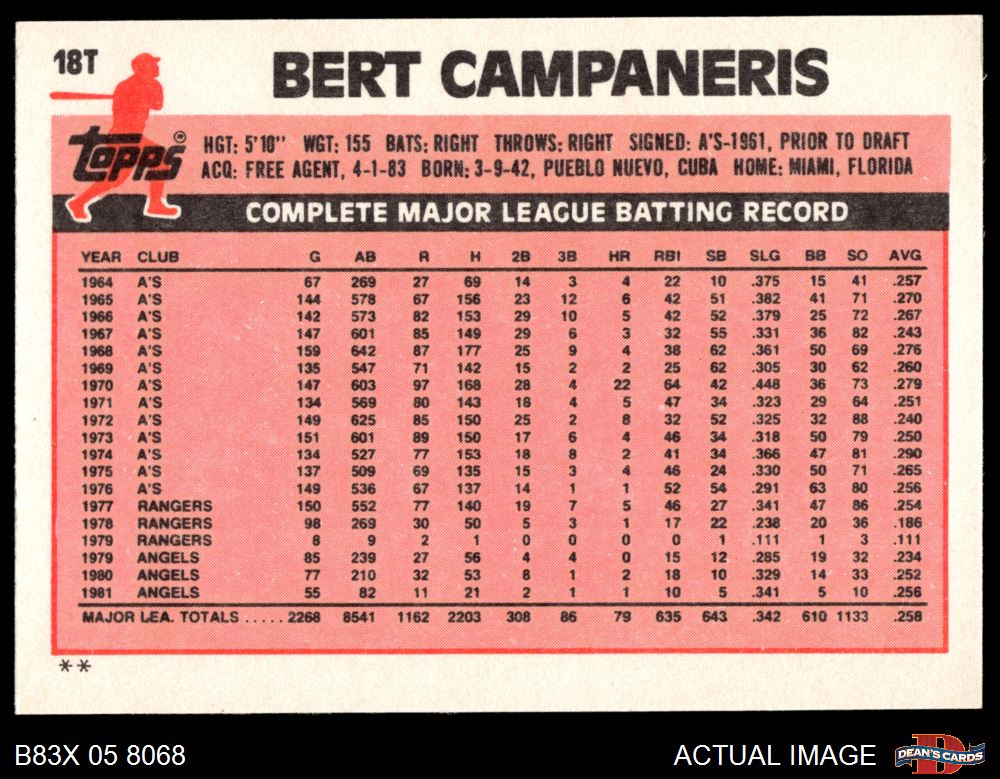 18T
BERT CAMPANERIS
topps®
HGT: 5'10" WGT: 155 BATS: RIGHT THROWS: RIGHT SIGNED: A'S-1961, PRIOR TO DRAFT
ACQ: FREE AGENT, 4-1-83 BORN: 3-9-42, PUEBLO NUEVO, CUBA HOME: MIAMI, FLORIDA
COMPLETE MAJOR LEAGUE BATTING RECORD
YEAR CLUB G AB R H 2B 3B HR RBI SB SLG BB SO AVG
1964 A'S 67 269 27 69 14 3 4 22 10 .375 15 41 .257
1965 A'S 144 578 67 156 23 12 6 42 51 .382 41 71 .270
1966 A'S 142 573 82 153 29 10 5 42 52 .379 25 72 .267
1967 A'S 147 601 85 149 29 6 3 32 55 .331 36 82 .243
1968 A'S 159 642 87 177 25 9 4 38 62 .361 50 69 .276
1969 A'S 135 547 71 142 15 2 2 25 62 .305 30 62 .260
1970 A'S 147 603 97 168 28 4 22 64 42 .448 36 73 .279
1971 A'S 134 569 80 143 18 4 5 47 34 .323 29 64 .251
1972 A'S 149 625 85 150 25 2 8 32 52 .325 32 88 .240
1973 A'S 151 601 89 150 17 6 4 46 34 .318 50 79 .250
1974 A'S 134 527 77 153 18 8 2 41 34 .366 47 81 .290
1975 A'S 137 509 69 135 15 3 4 46 24 .330 50 71 .265
1976 A'S 149 536 67 137 14 1 1 52 54 .291 63 80 .256
1977 RANGERS 150 552 77 140 19 7 5 46 27 .341 47 86 .254
1978 RANGERS 98 269 30 50 5 3 1 17 22 .238 20 36 .186
1979 RANGERS 8 9 2 1 0 0 0 0 1 .111 1 3 .111
1979 ANGELS 85 239 27 56 4 4 0 15 12 .285 19 32 .234
1980 ANGELS 77 210 32 53 8 1 2 18 10 .329 14 33 .252
1981 ANGELS 55 82 11 21 2 1 1 10 5 .341 5 10 .256
MAJOR LEA. TOTALS ..... 2268 8541 1162 2203 308 86 79 635 643 .342 610 1133 .258
**
B83X 05 8068 ACTUAL IMAGE D DEAN'S CARDS